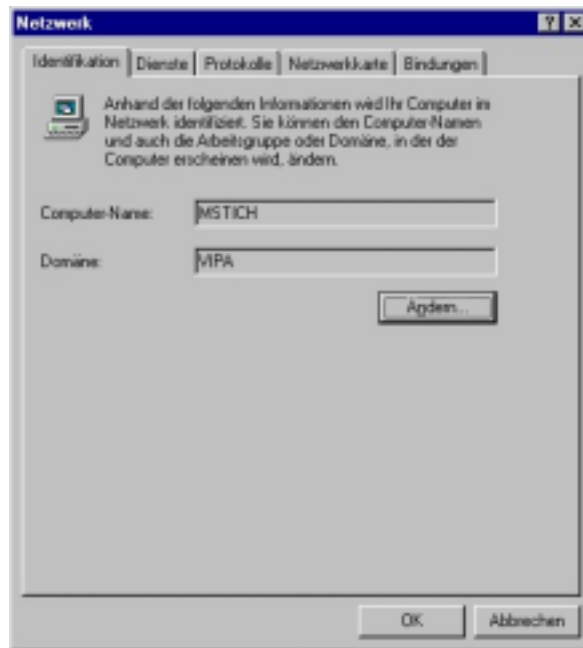 Netzwerk
Identifikation Dienste Protokolle Netzwerkkarte Bindungen
Anhand der folgenden Informationen wird Ihr Computer im
Netzwerk identifiziert. Sie können den Computer-Namen
und auch die Arbeitsgruppe oder Domäne, in der der
Computer erscheinen wird, ändern.
Computer-Name: MSTICH
Domäne: VIPA
Ändern...
OK Abbrechen